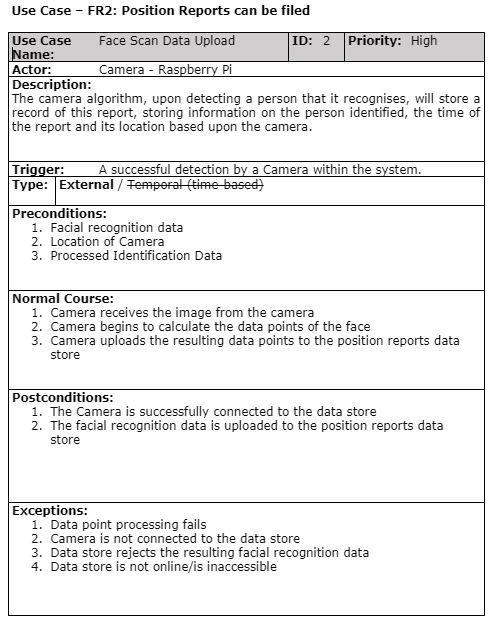 Use Case – FR2: Position Reports can be filed
Use Case Name: Face Scan Data Upload ID: 2 Priority: High
Actor: Camera - Raspberry Pi
Description:
The camera algorithm, upon detecting a person that it recognises, will store a
record of this report, storing information on the person identified, the time of
the report and its location based upon the camera.
Trigger: A successful detection by a Camera within the system.
Type: External / Temporal (time-based)
Preconditions:
1. Facial recognition data
2. Location of Camera
3. Processed Identification Data
Normal Course:
1. Camera receives the image from the camera
2. Camera begins to calculate the data points of the face
3. Camera uploads the resulting data points to the position reports data
store
Postconditions:
1. The Camera is successfully connected to the data store
2. The facial recognition data is uploaded to the position reports data
store
Exceptions:
1. Data point processing fails
2. Camera is not connected to the data store
3. Data store rejects the resulting facial recognition data
4. Data store is not online/is inaccessible